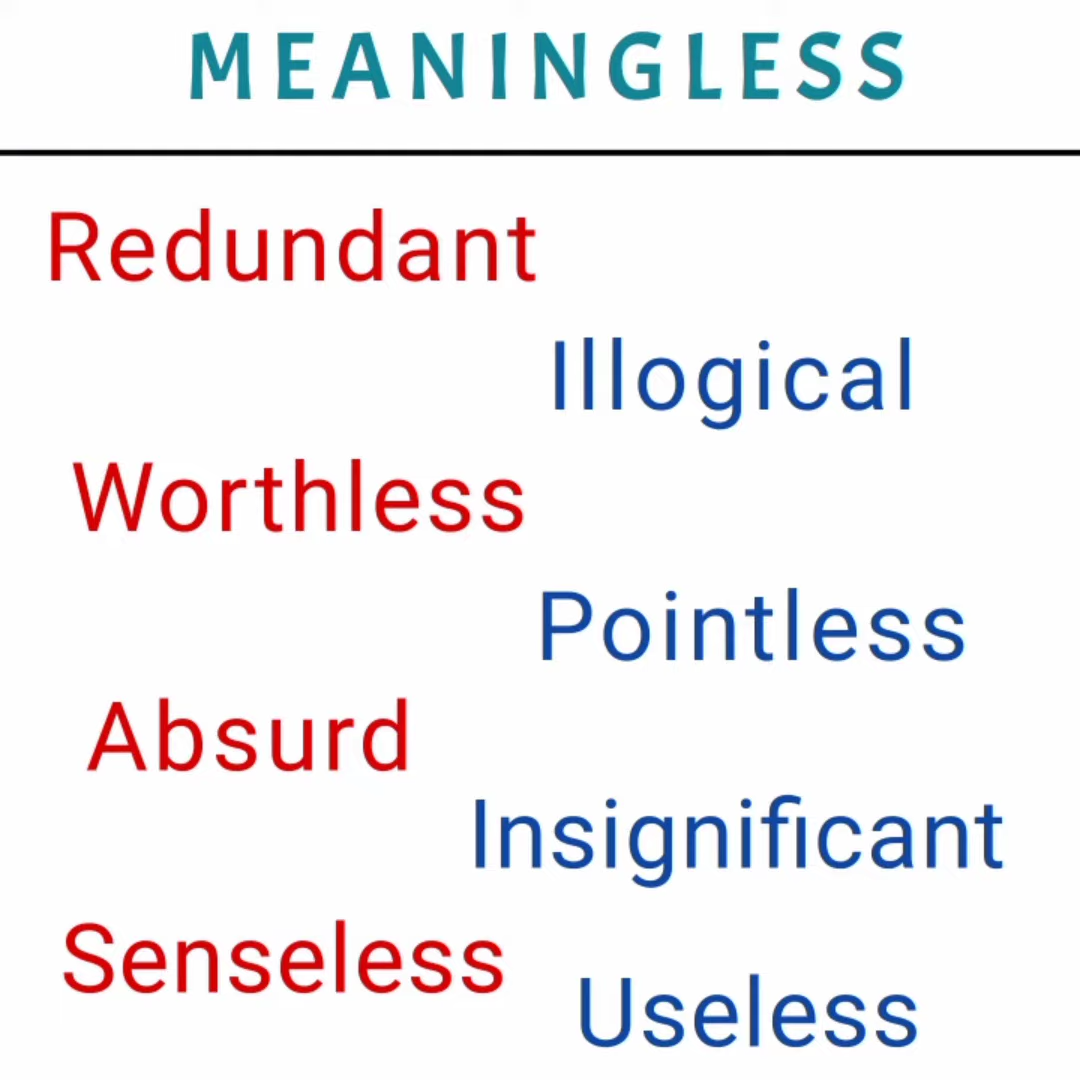 MEANINGLESS
Redundant
Illogical
Worthless
Pointless
Absurd
Insignificant
Senseless
Useless